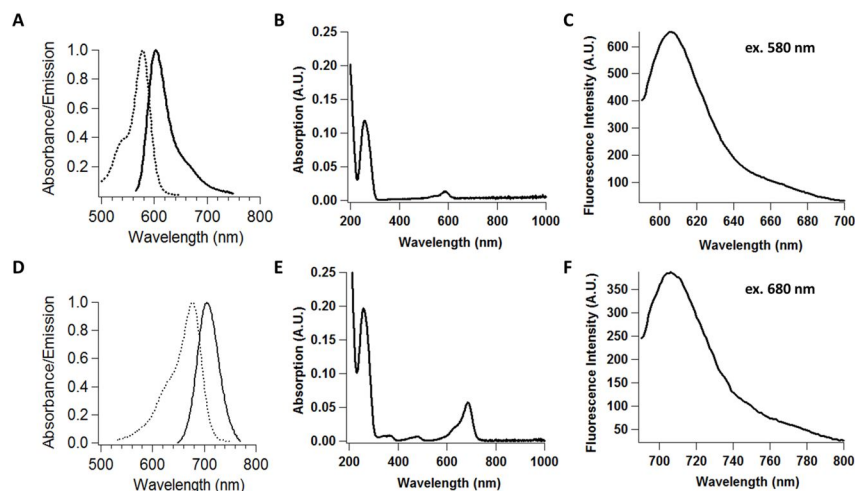 A
Absorbance/Emission
1.0
0.8
0.6
0.4
0.2
500 600 700 800
Wavelength (nm)
B
Absorption (A.U.)
0.25
0.20
0.15
0.10
0.05
0.00
200 400 600 800 1000
Wavelength (nm)
C
ex. 580 nm
Fluorescence Intensity (A.U.)
600
500
400
300
200
100
600 620 640 660 680 700
Wavelength (nm)
D
Absorbance/Emission
1.0
0.8
0.6
0.4
0.2
0.0
500 600 700 800
Wavelength (nm)
E
Absorption (A.U.)
0.25
0.20
0.15
0.10
0.05
0.00
200 400 600 800 1000
Wavelength (nm)
F
ex. 680 nm
Fluorescence Intensity (A.U.)
350
300
250
200
150
100
50
700 720 740 760 780 800
Wavelength (nm)